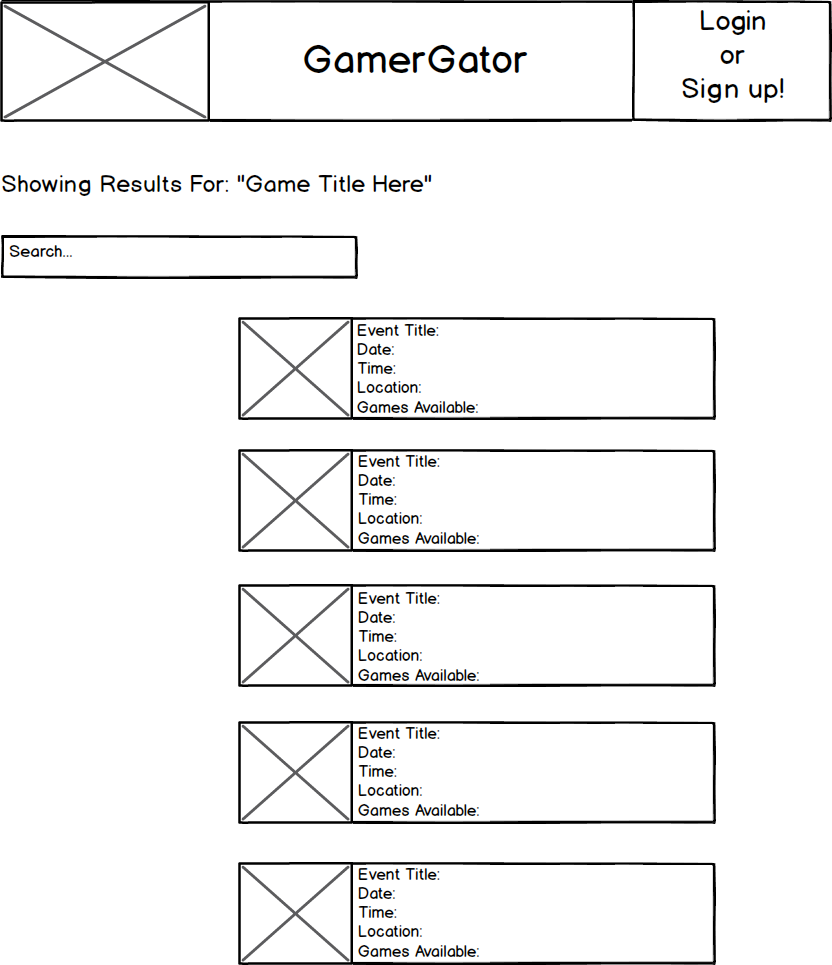 GamerGator
Login
or
Sign up!
Showing Results For: "Game Title Here"
Search...
Event Title:
Date:
Time:
Location:
Games Available:
Event Title:
Date:
Time:
Location:
Games Available:
Event Title:
Date:
Time:
Location:
Games Available:
Event Title:
Date:
Time:
Location:
Games Available:
Event Title:
Date:
Time:
Location:
Games Available: